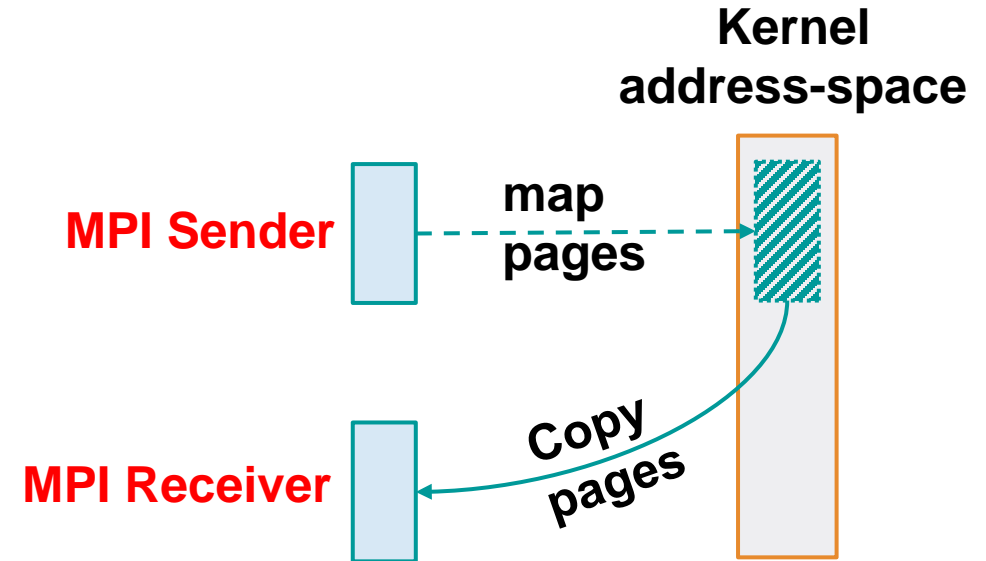 Kernel
address-space
MPI Sender
map
pages
Copy
pages
MPI Receiver